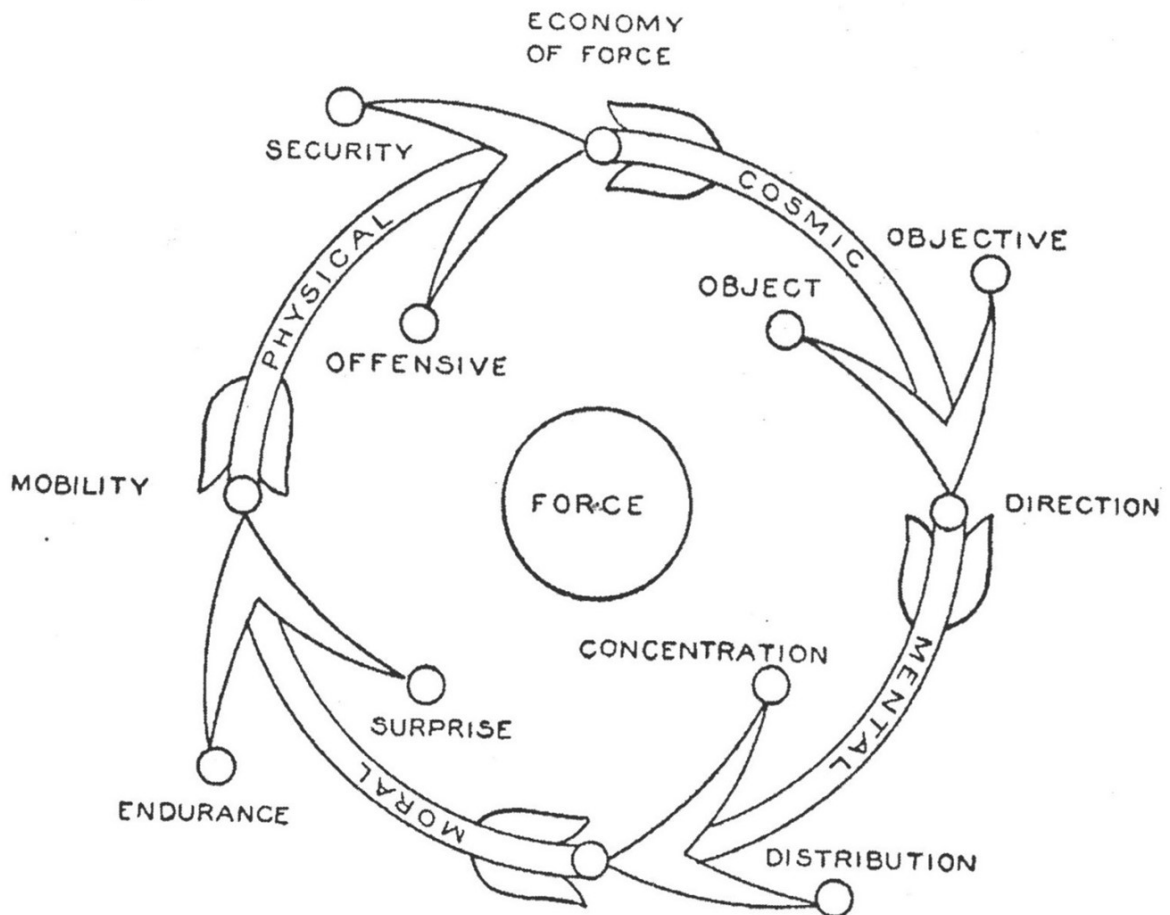 ECONOMY
OF FORCE
SECURITY
COSMIC
OBJECTIVE
OBJECT
PHYSICAL
OFFENSIVE
MOBILITY
FORCE
DIRECTION
CONCENTRATION
MENTAL
SURPRISE
MORAL
ENDURANCE
DISTRIBUTION